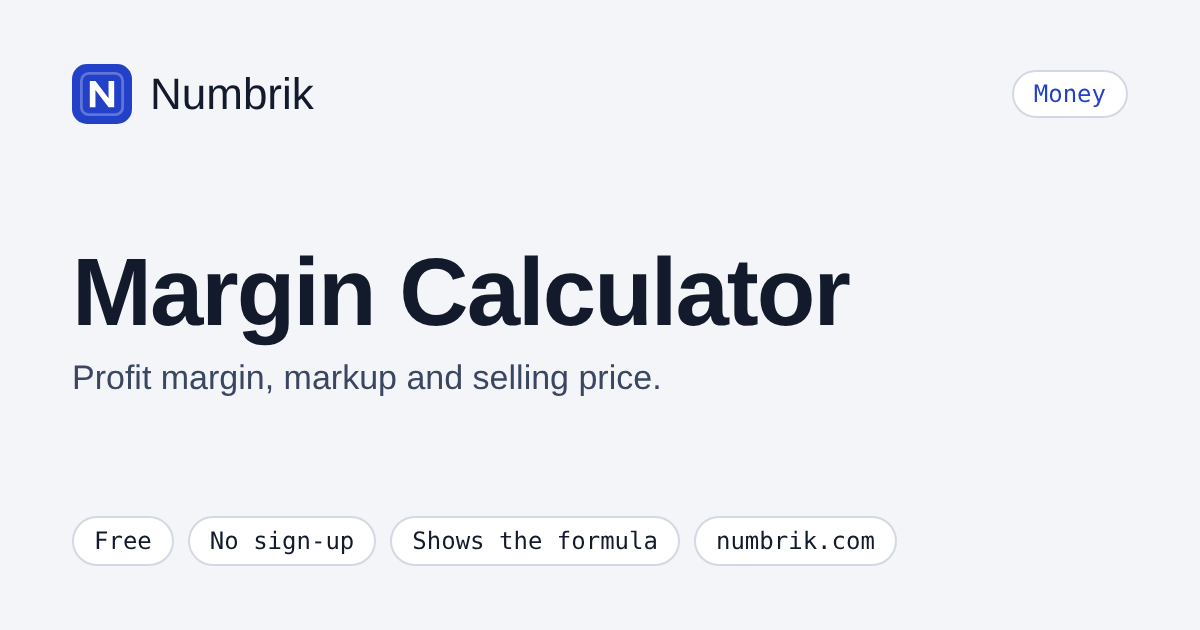 N Numbrik
Money
Margin Calculator
Profit margin, markup and selling price.
Free
No sign-up
Shows the formula
numbrik.com